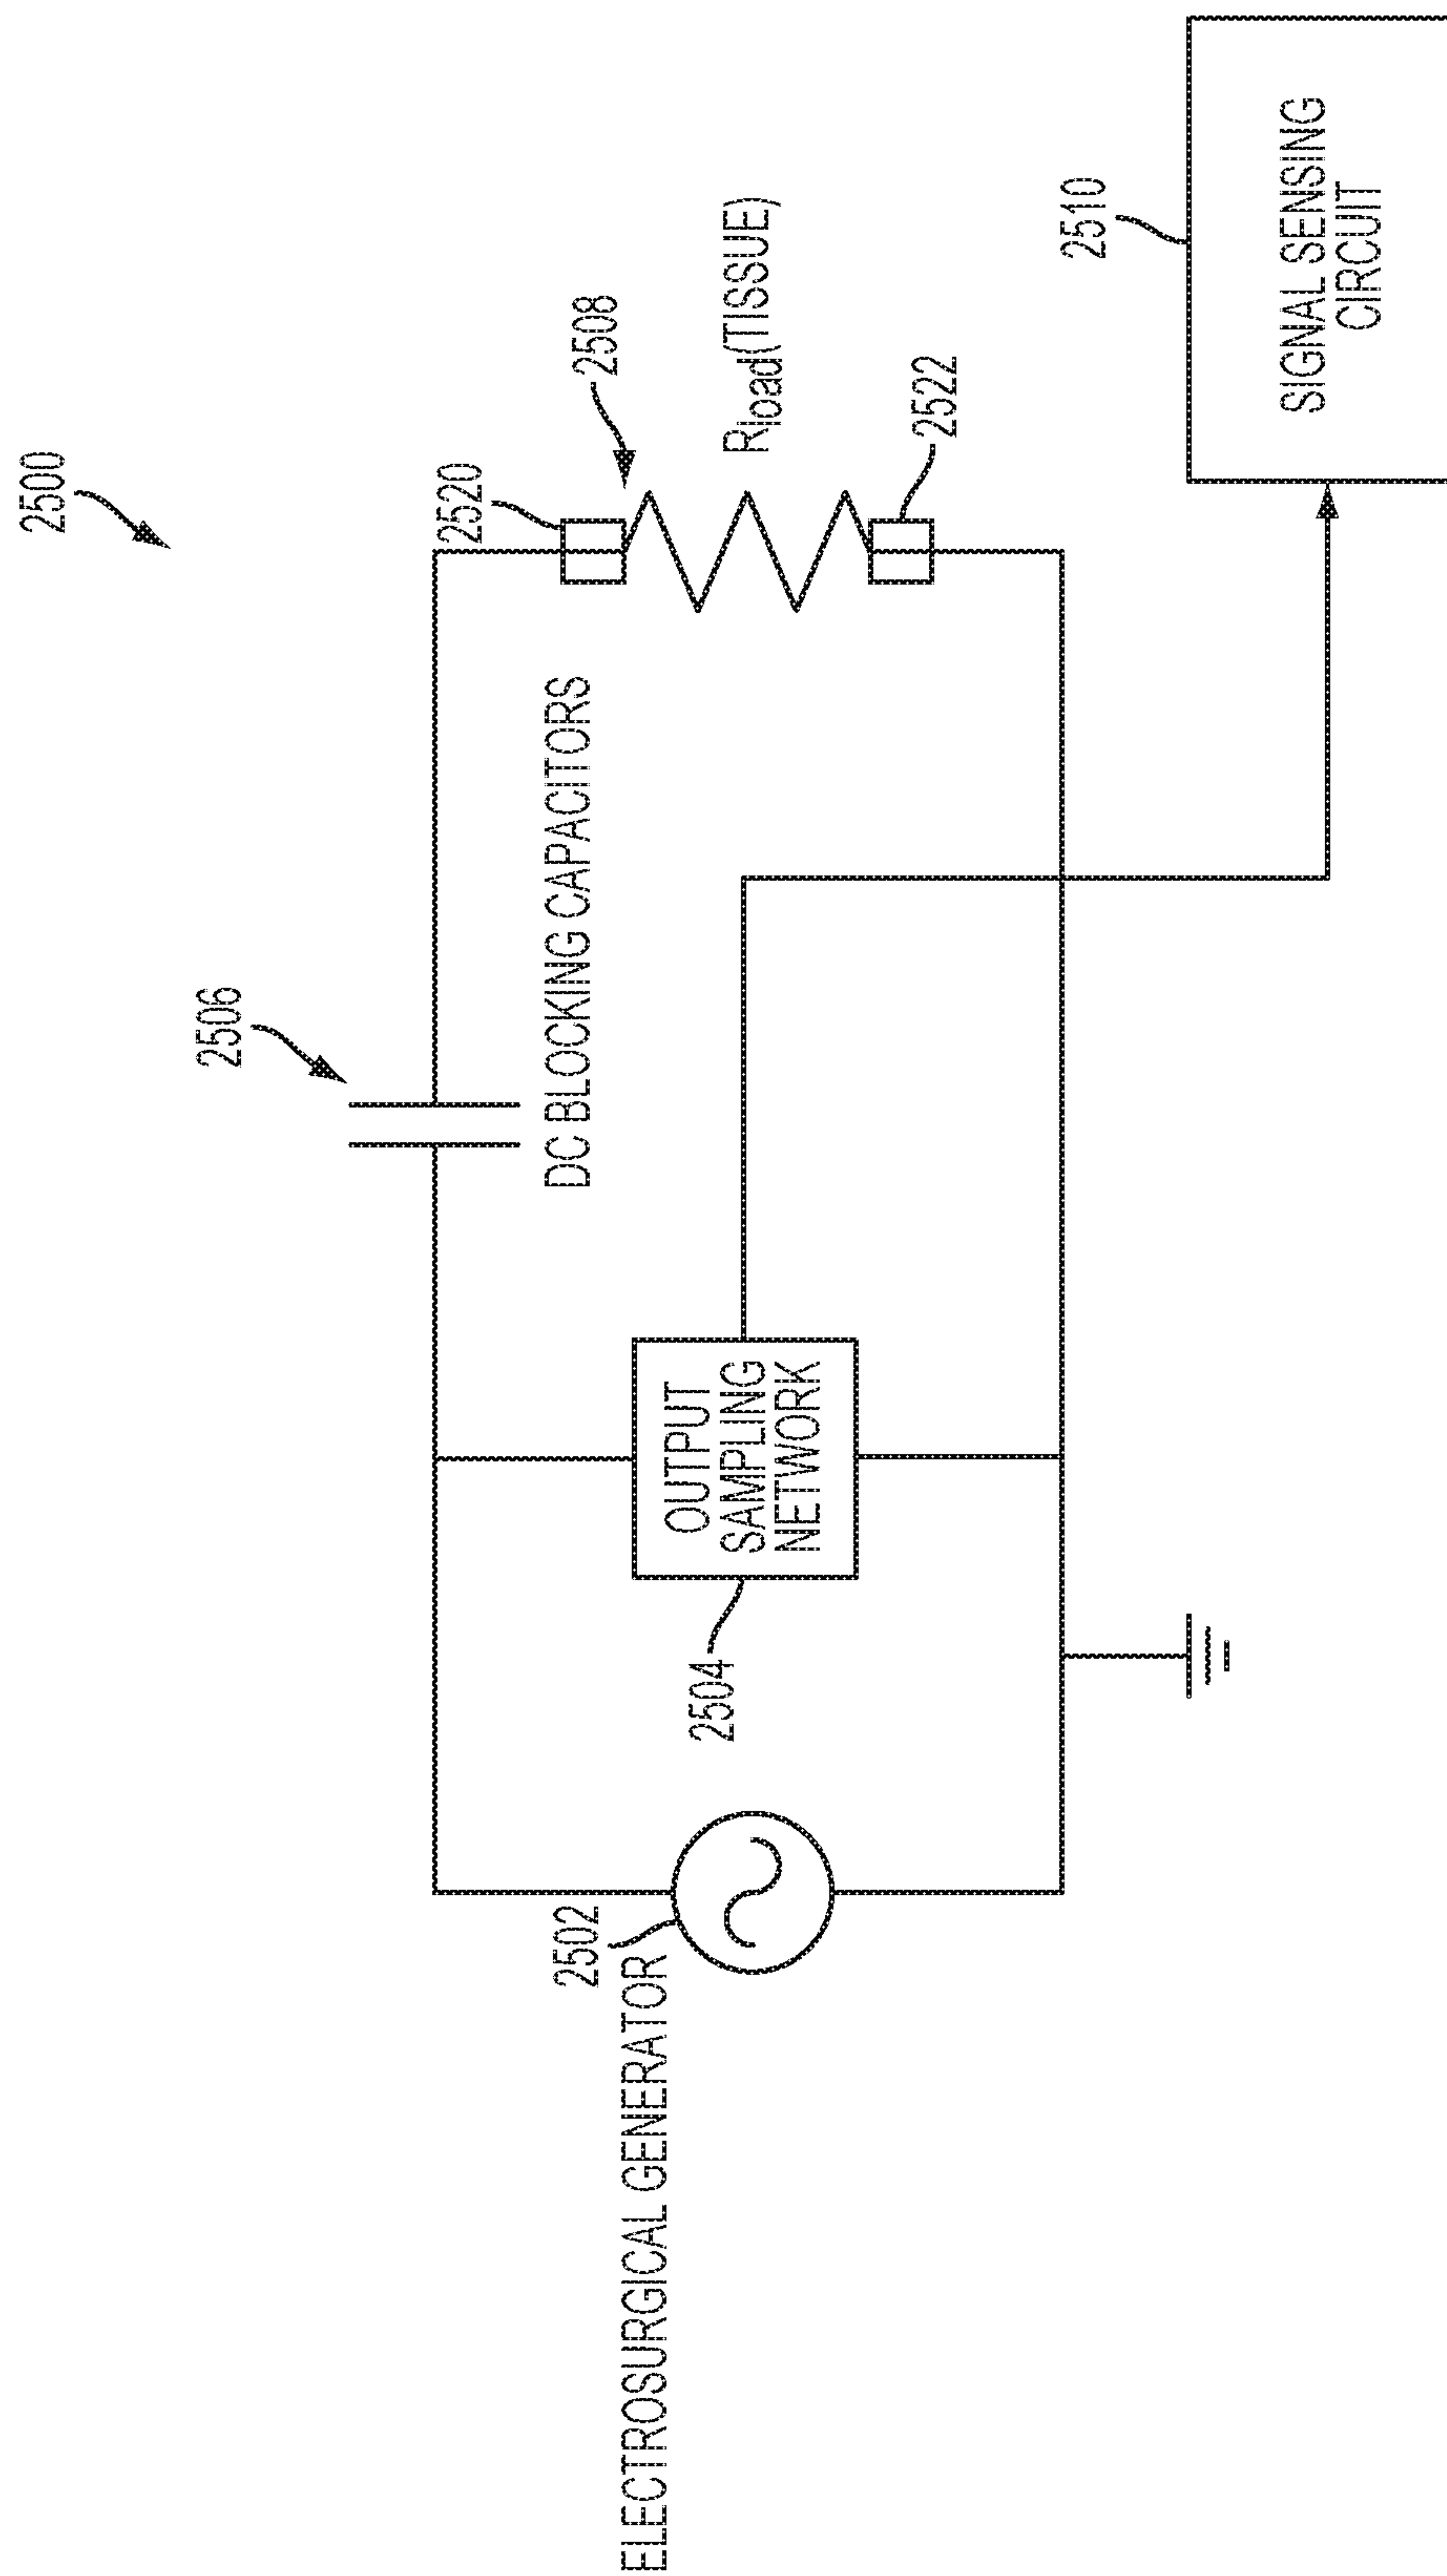 2500
2506
DC BLOCKING CAPACITORS
2520
2508
R_load(TISSUE)
2522
ELECTROSURGICAL GENERATOR
2502
2504
OUTPUT
SAMPLING
NETWORK
2510
SIGNAL SENSING
CIRCUIT